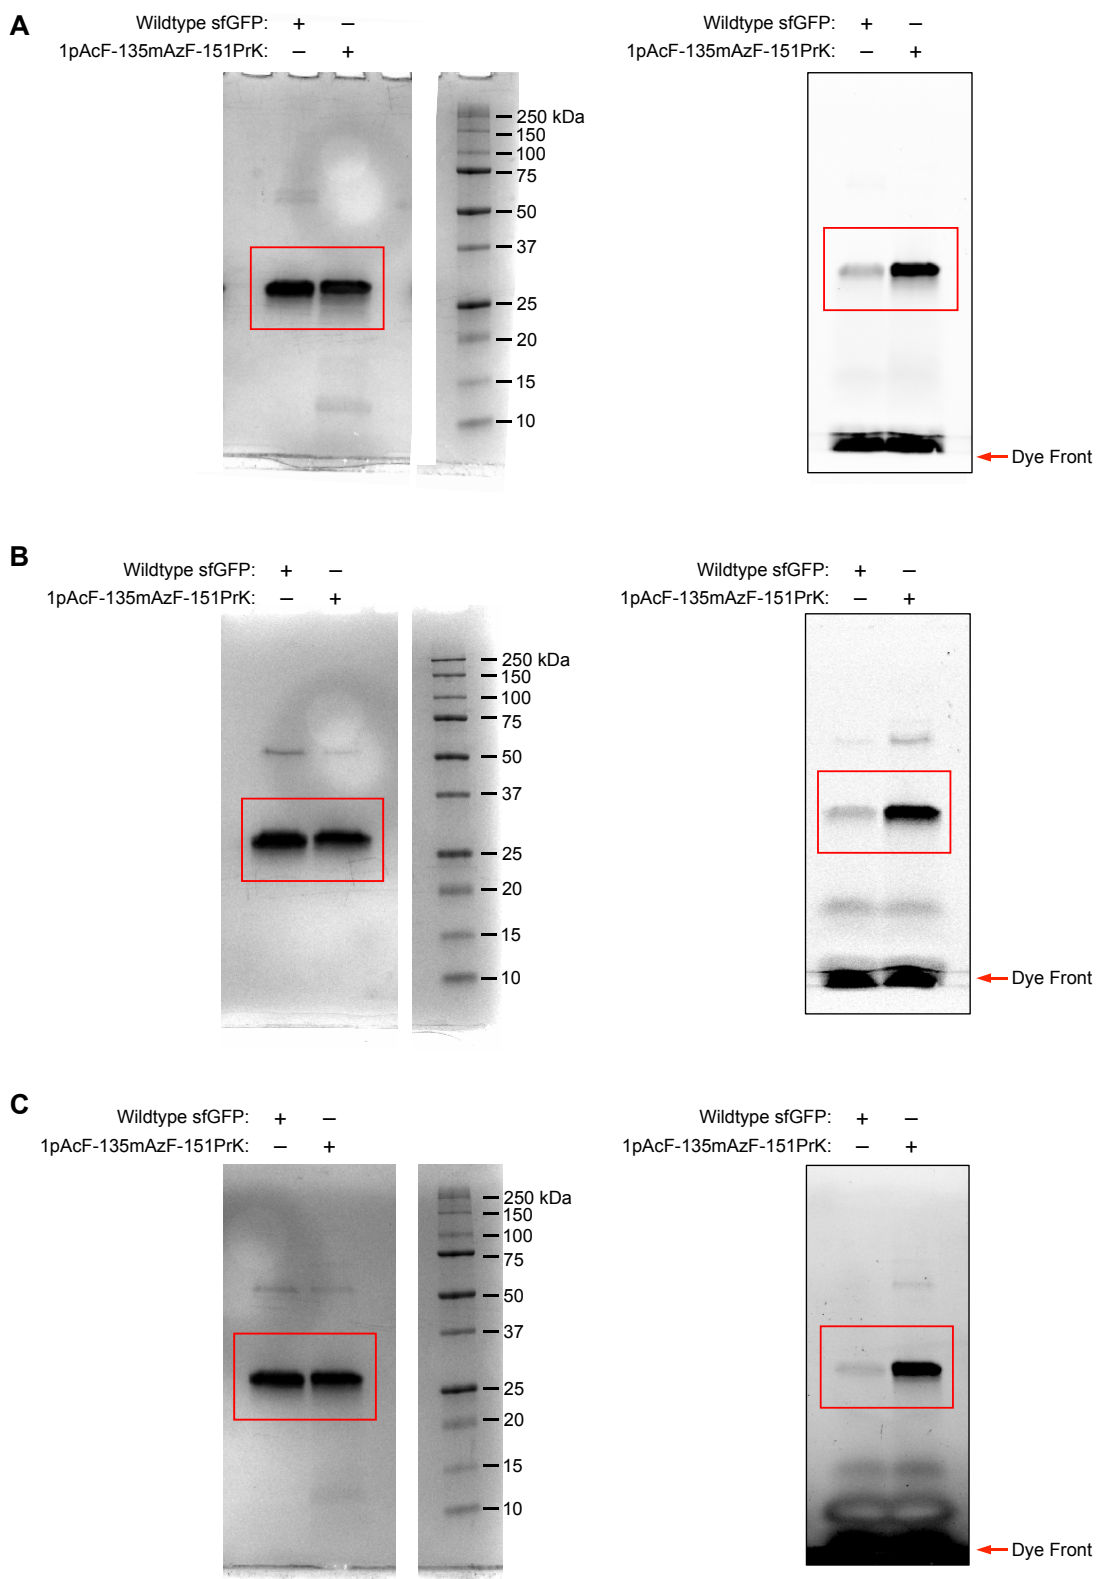 A
Wildtype sfGFP: + –
1pAcF-135mAzF-151PrK: – +
250 kDa
150
100
75
50
37
25
20
15
10
Wildtype sfGFP: + –
1pAcF-135mAzF-151PrK: – +
Dye Front
B
Wildtype sfGFP: + –
1pAcF-135mAzF-151PrK: – +
250 kDa
150
100
75
50
37
25
20
15
10
Wildtype sfGFP: + –
1pAcF-135mAzF-151PrK: – +
Dye Front
C
Wildtype sfGFP: + –
1pAcF-135mAzF-151PrK: – +
250 kDa
150
100
75
50
37
25
20
15
10
Wildtype sfGFP: + –
1pAcF-135mAzF-151PrK: – +
Dye Front